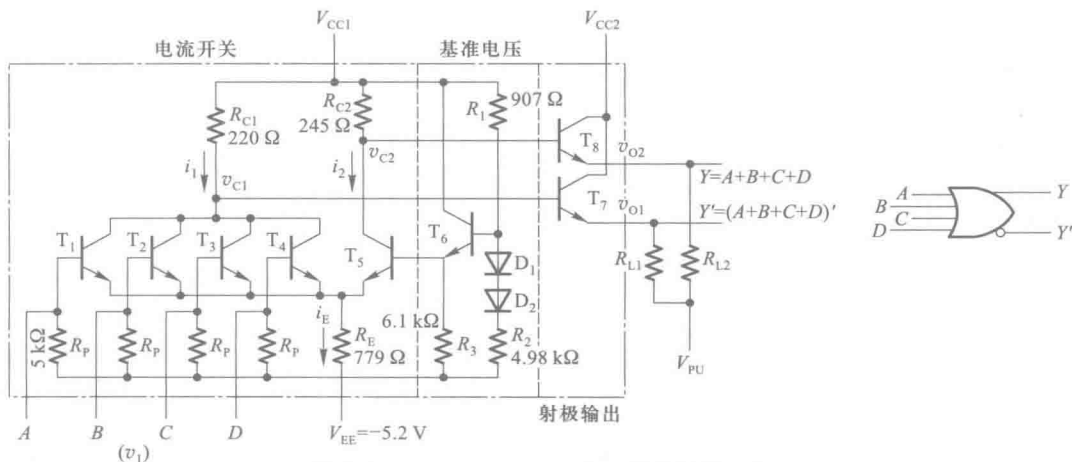 V_CC1
V_CC2
电流开关
基准电压
R_C1
220 Ω
R_C2
245 Ω
R_1
907 Ω
i_1
v_C1
i_2
v_C2
T_8
v_O2
Y=A+B+C+D
T_7
v_O1
Y′=(A+B+C+D)′
A
B
C
D
Y
Y′
T_1
T_2
T_3
T_4
T_5
T_6
D_1
D_2
R_L1
R_L2
5 kΩ
R_P
R_P
R_P
R_P
i_E
R_E
779 Ω
6.1 kΩ
R_3
R_2
4.98 kΩ
V_PU
射极输出
A
B
C
D
V_EE=−5.2 V
(v_1)